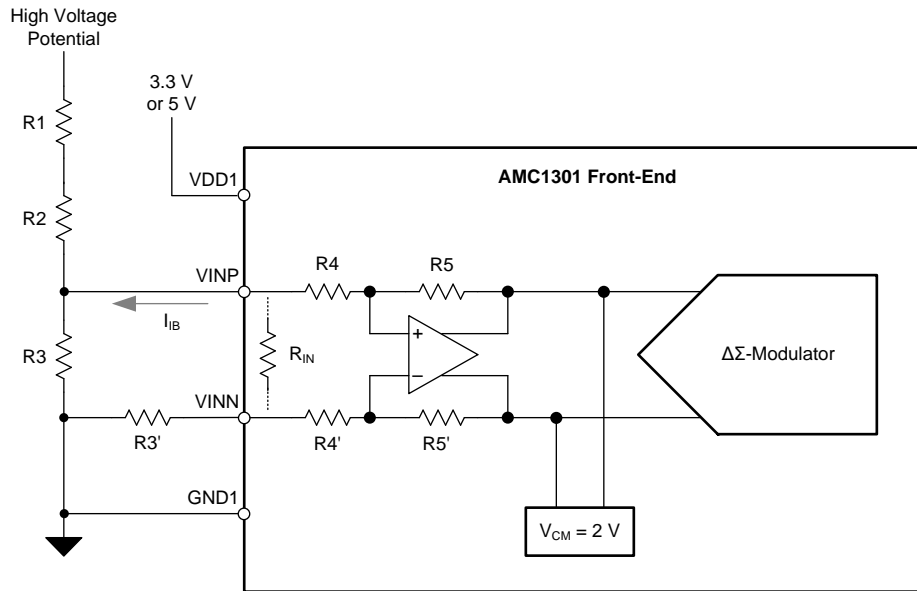 High Voltage
Potential
3.3 V
or 5 V
R1
VDD1
AMC1301 Front-End
R2
VINP
R4
R5
I_IB
+
R3
R_IN
ΔΣ-Modulator
−
VINN
R3'
R4'
R5'
GND1
V_CM = 2 V